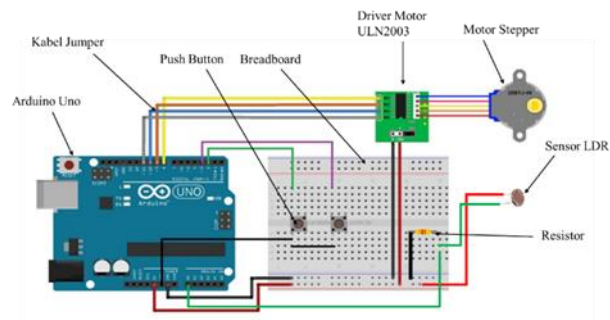 Driver Motor
ULN2003
Motor Stepper
Kabel Jumper
Push Button
Breadboard
Arduino Uno
Sensor LDR
UNO
Arduino
Resistor